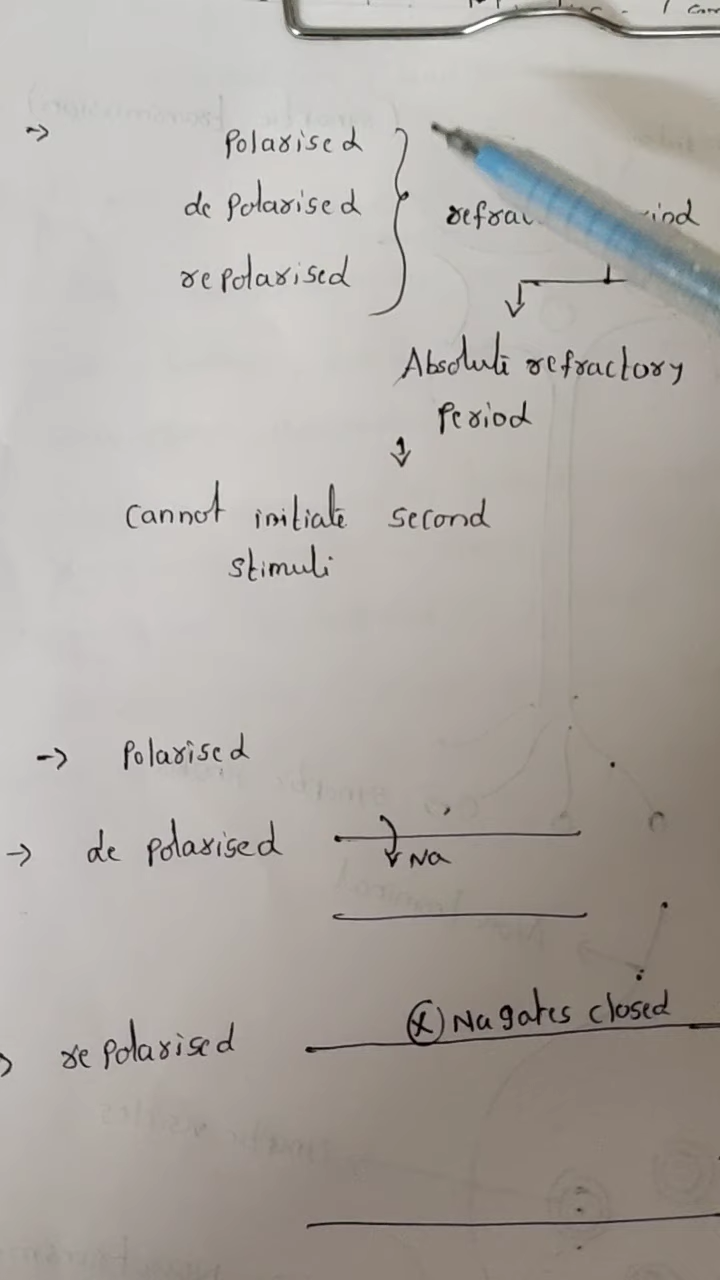 → Polarised
de polarised
repolarised
Absolute refractory
Period
cannot initiate second
stimuli
→ Polarised
→ de polarised
Na
repolarised
ⓧ Na gates closed